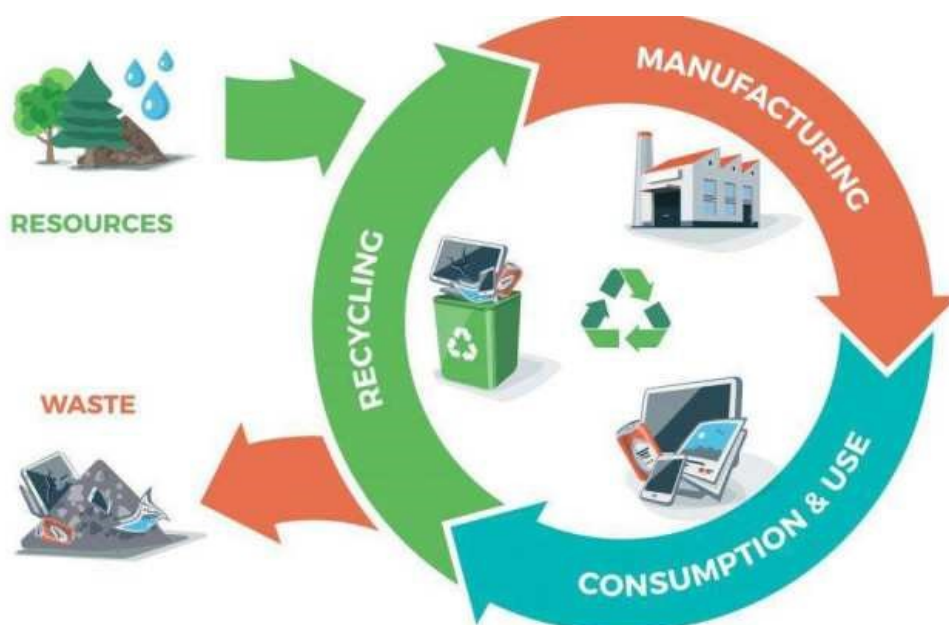 RESOURCES
MANUFACTURING
RECYCLING
WASTE
CONSUMPTION & USE